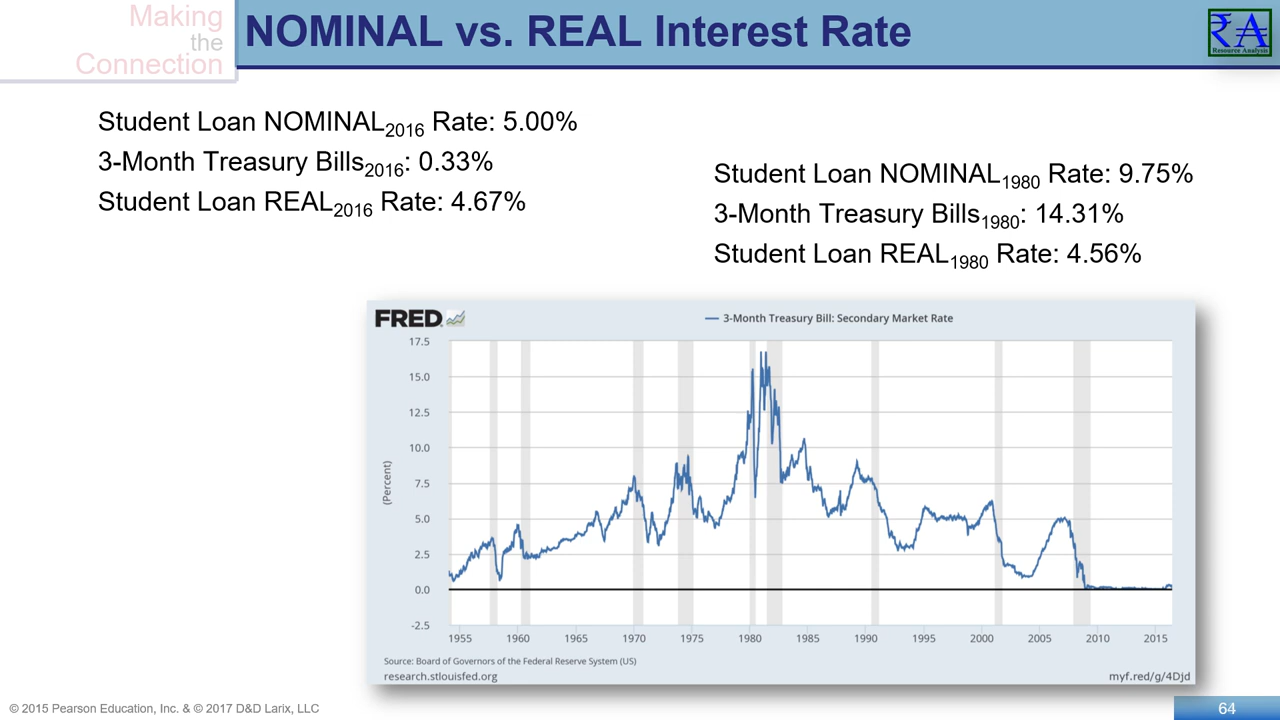 Making
the
Connection
NOMINAL vs. REAL Interest Rate
₹A
Resource Analysis
Student Loan NOMINAL2016 Rate: 5.00%
3-Month Treasury Bills2016: 0.33%
Student Loan REAL2016 Rate: 4.67%
Student Loan NOMINAL1980 Rate: 9.75%
3-Month Treasury Bills1980: 14.31%
Student Loan REAL1980 Rate: 4.56%
FRED
3-Month Treasury Bill: Secondary Market Rate
17.5
15.0
12.5
10.0
7.5
5.0
2.5
0.0
-2.5
(Percent)
1955 1960 1965 1970 1975 1980 1985 1990 1995 2000 2005 2010 2015
Source: Board of Governors of the Federal Reserve System (US)
research.stlouisfed.org
myf.red/g/4Djd
© 2015 Pearson Education, Inc. & © 2017 D&D Larix, LLC
64